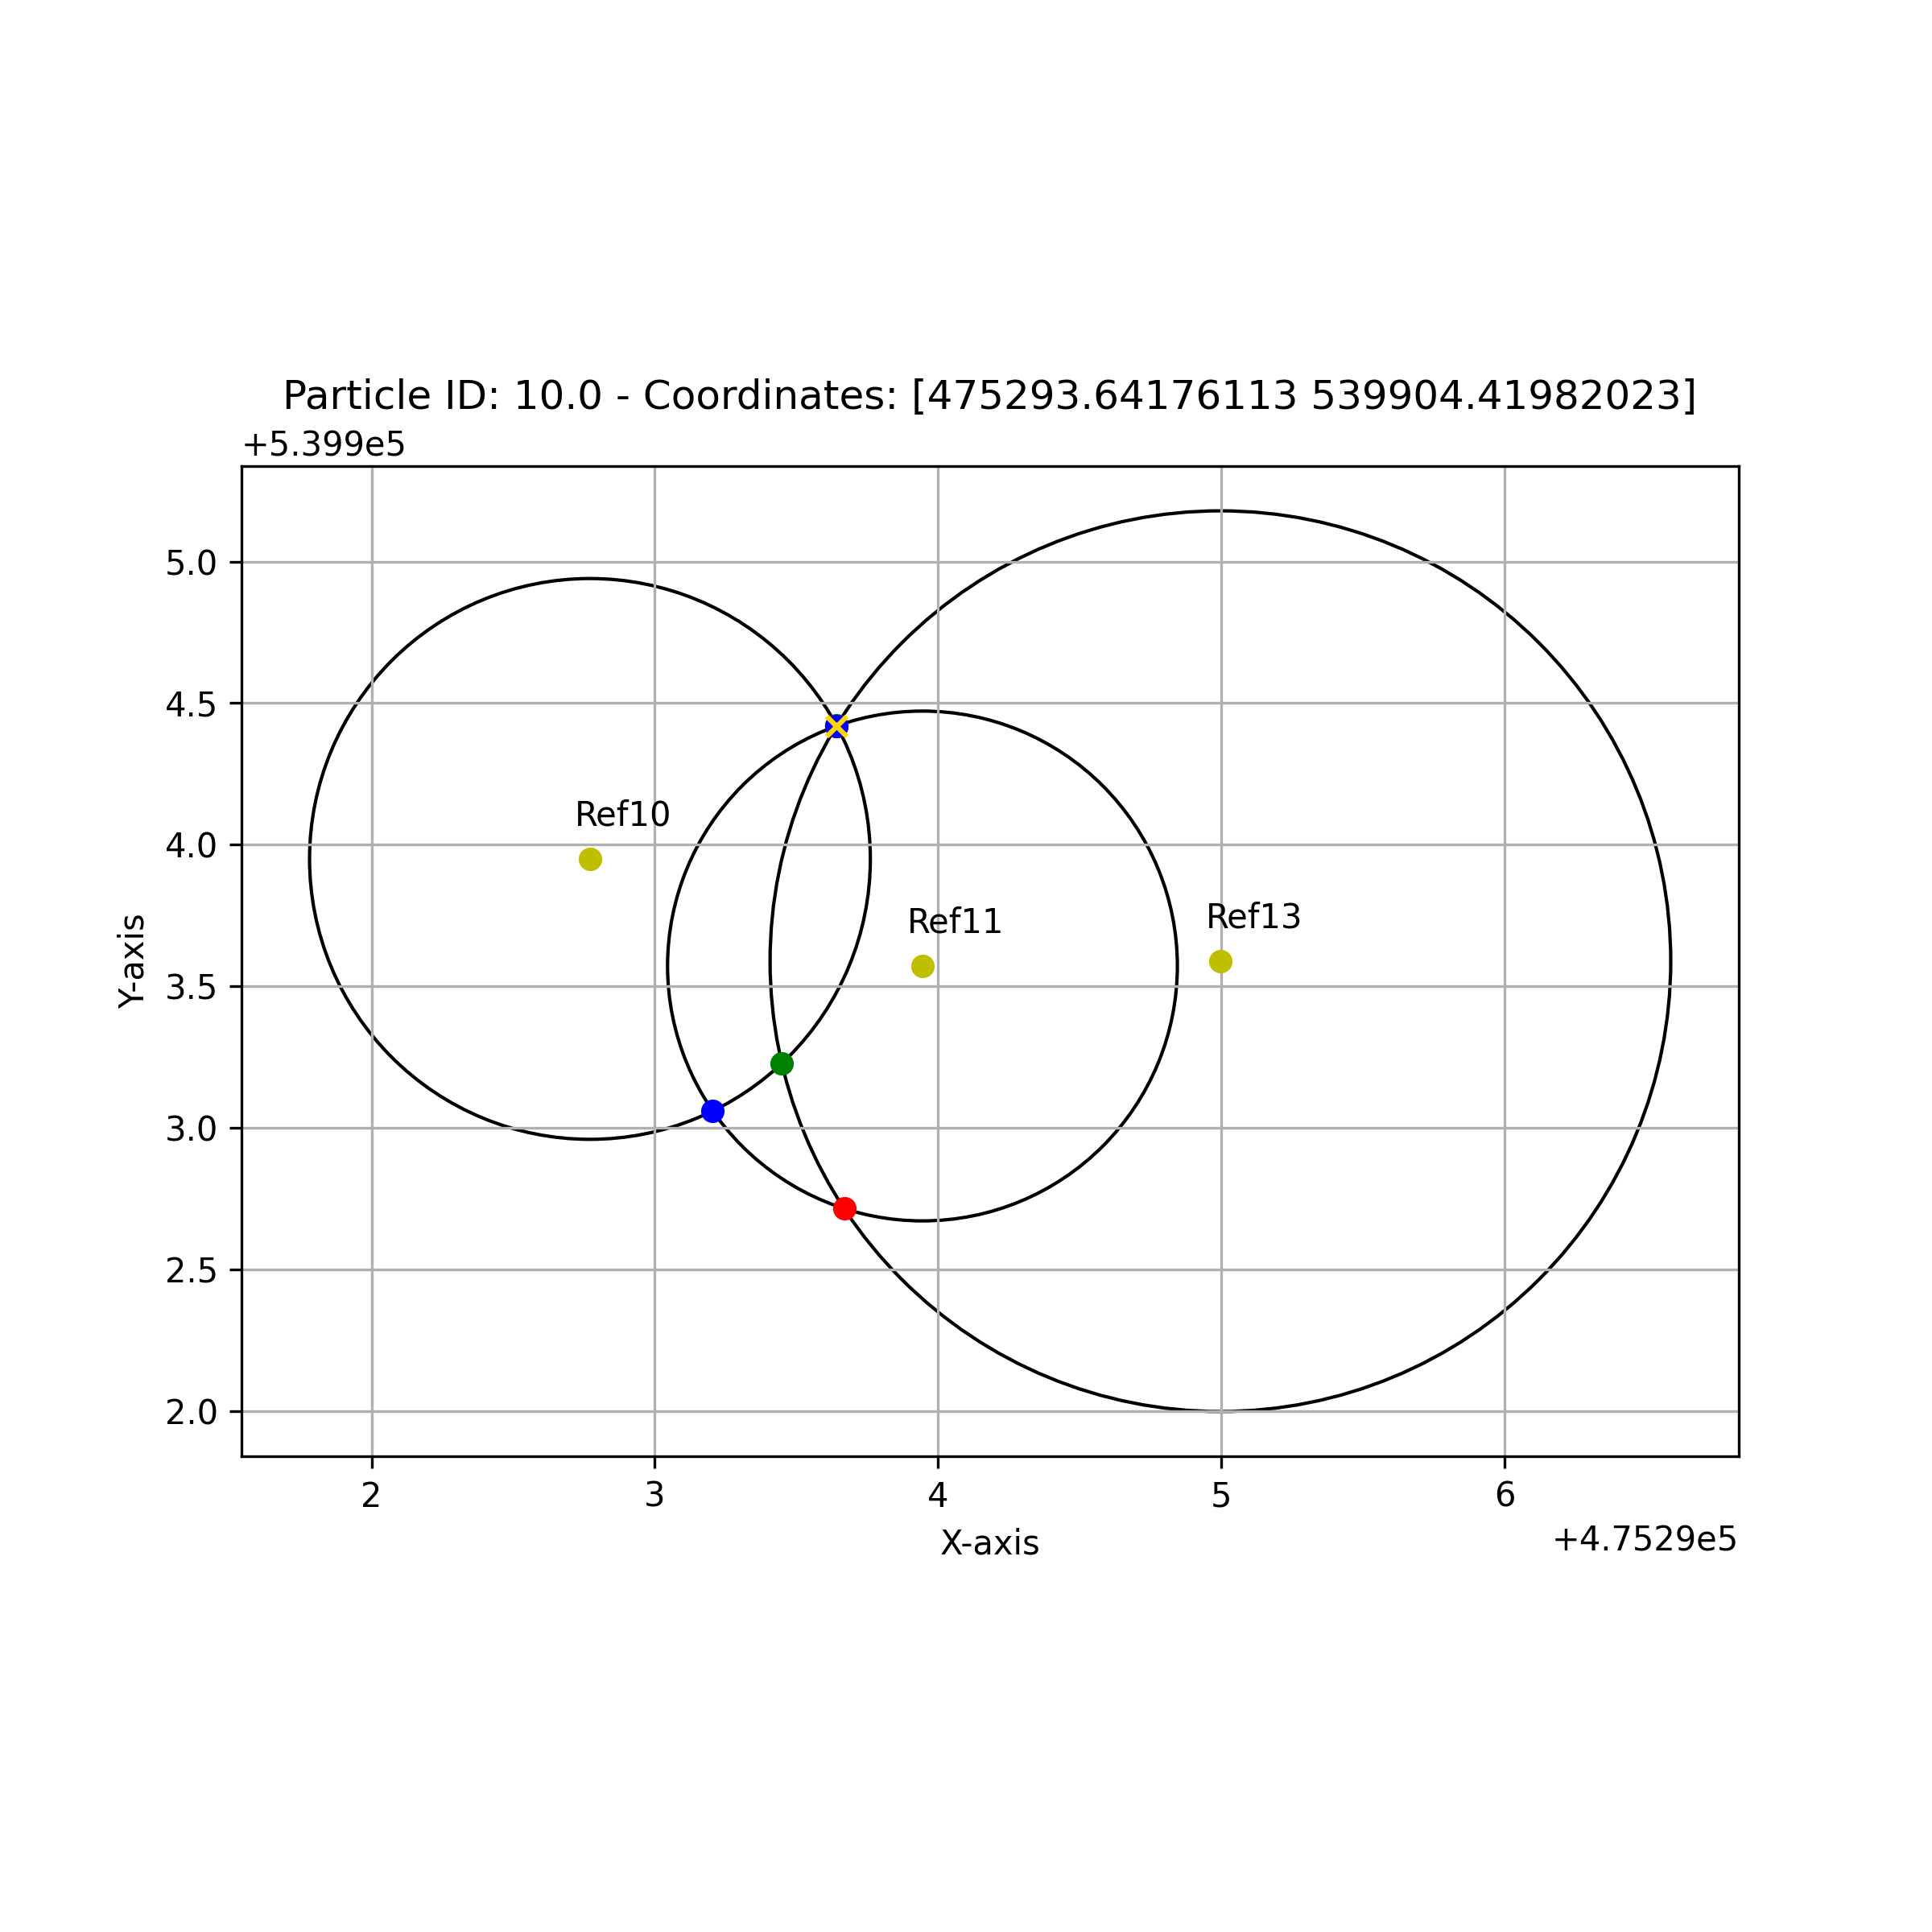 Particle ID: 10.0 - Coordinates: [475293.64176113 539904.41982023]
+5.399e5
5.0
4.5
Ref10
4.0
Ref11
Ref13
Y-axis
3.5
3.0
2.5
2.0
2 3 4 5 6
X-axis
+4.7529e5